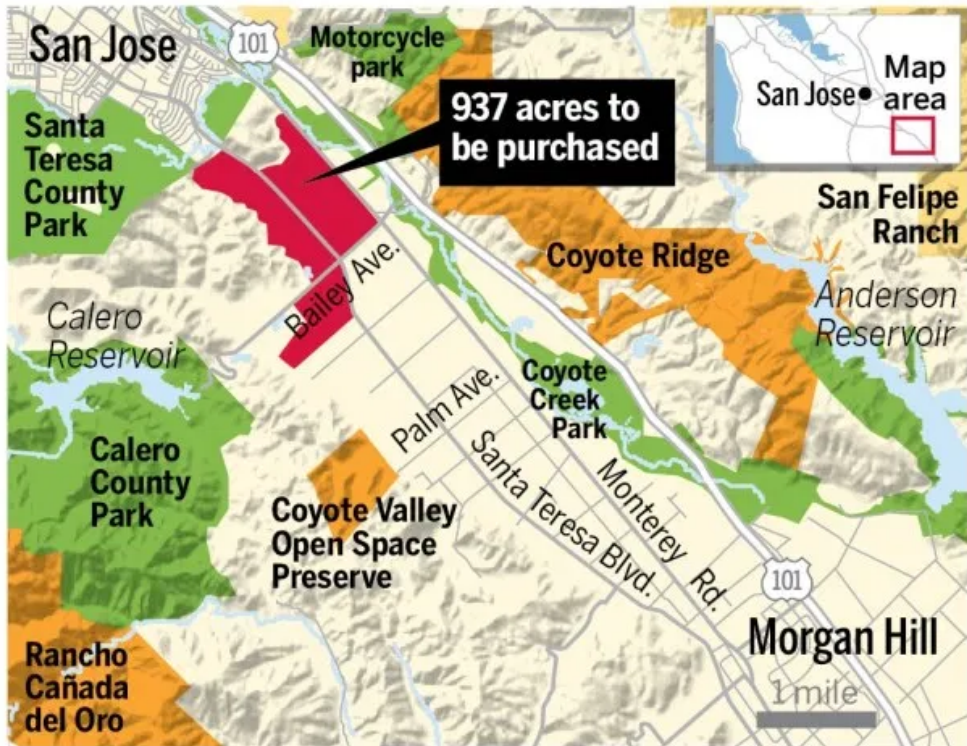 San Jose
101
Motorcycle
park
937 acres to
be purchased
San Jose
Map
area
Santa
Teresa
County
Park
San Felipe
Ranch
Coyote Ridge
Anderson
Reservoir
Bailey Ave.
Calero
Reservoir
Coyote
Creek
Park
Palm Ave.
Santa Teresa Blvd.
Monterey Rd.
Calero
County
Park
Coyote Valley
Open Space
Preserve
101
Morgan Hill
1 mile
Rancho
Cañada
del Oro